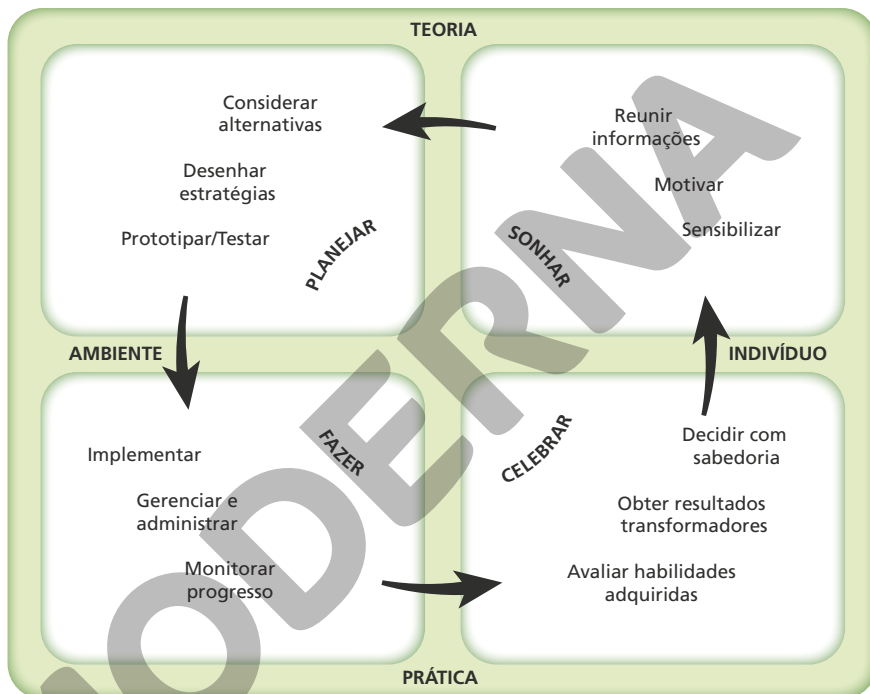 TEORIA
Considerar
alternativas
Desenhar
estratégias
Prototipar/Testar
PLANEJAR
Reunir
informações
Motivar
Sensibilizar
SONHAR
AMBIENTE
INDIVÍDUO
Implementar
Gerenciar e
administrar
Monitorar
progresso
FAZER
CELEBRAR
Decidir com
sabedoria
Obter resultados
transformadores
Avaliar habilidades
adquiridas
PRÁTICA
MODERNA